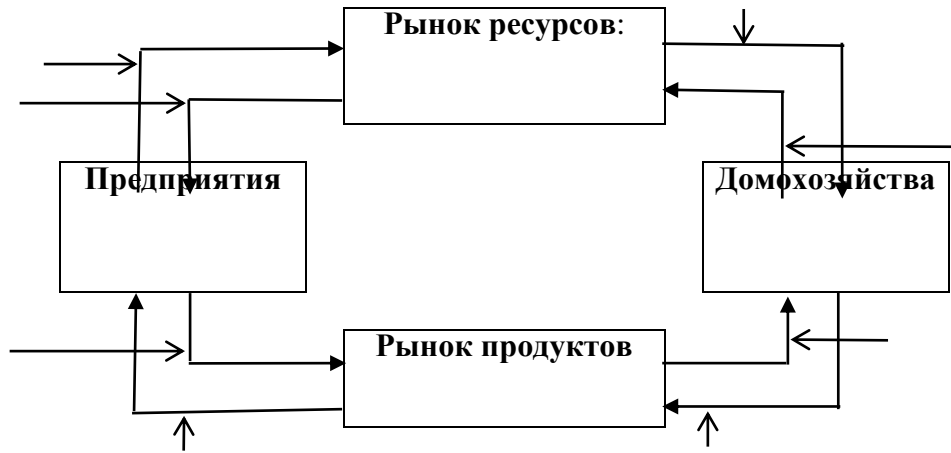 Рынок ресурсов:
Предприятия
Домохозяйства
Рынок продуктов